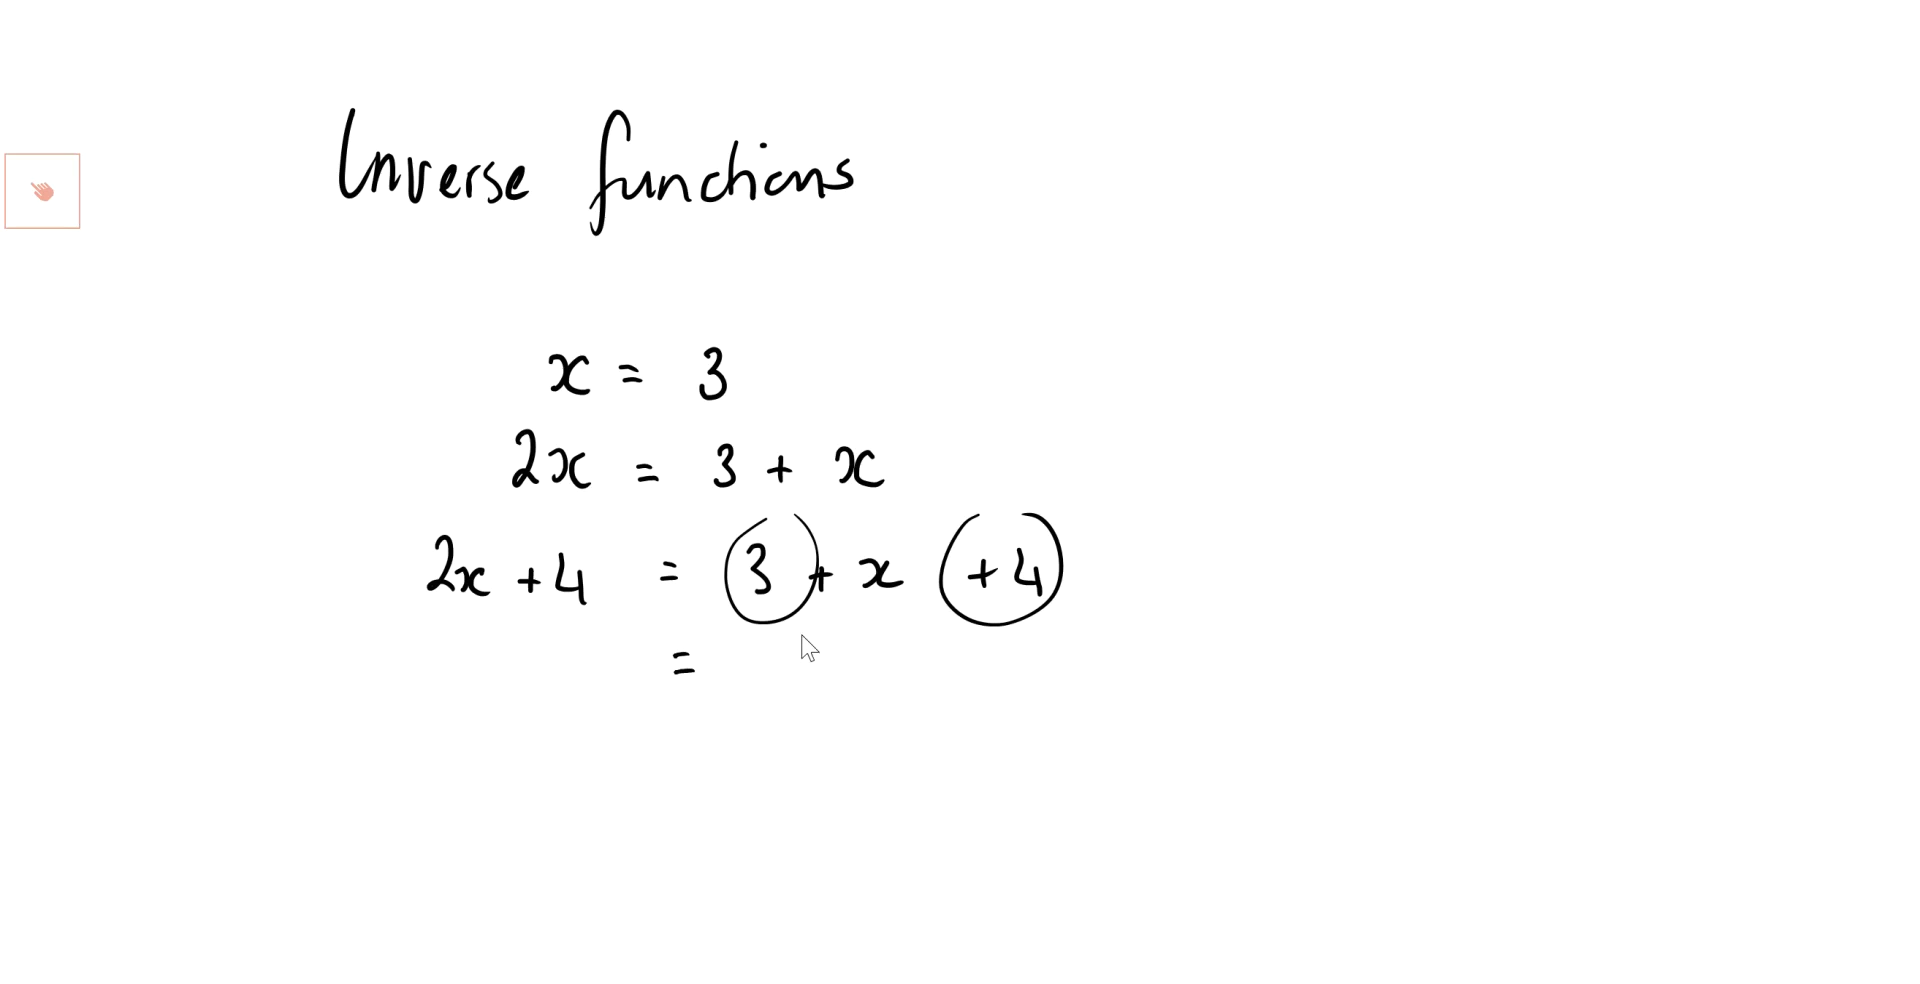 Inverse functions
x = 3
2x = 3 + x
2x + 4 = 3 + x + 4
=